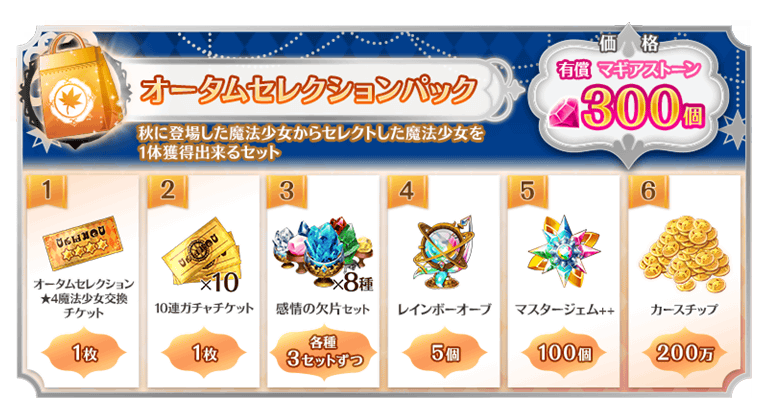 オータムセレクションパック
秋に登場した魔法少女からセレクトした魔法少女を
1体獲得出来るセット
価格
有償 マギアストーン
300個
1
オータムセレクション
★4魔法少女交換
チケット
1枚
2
×10
10連ガチャチケット
1枚
3
×8種
感情の欠片セット
各種
3セットずつ
4
レインボーオーブ
5個
5
マスタージェム++
100個
6
カースチップ
200万